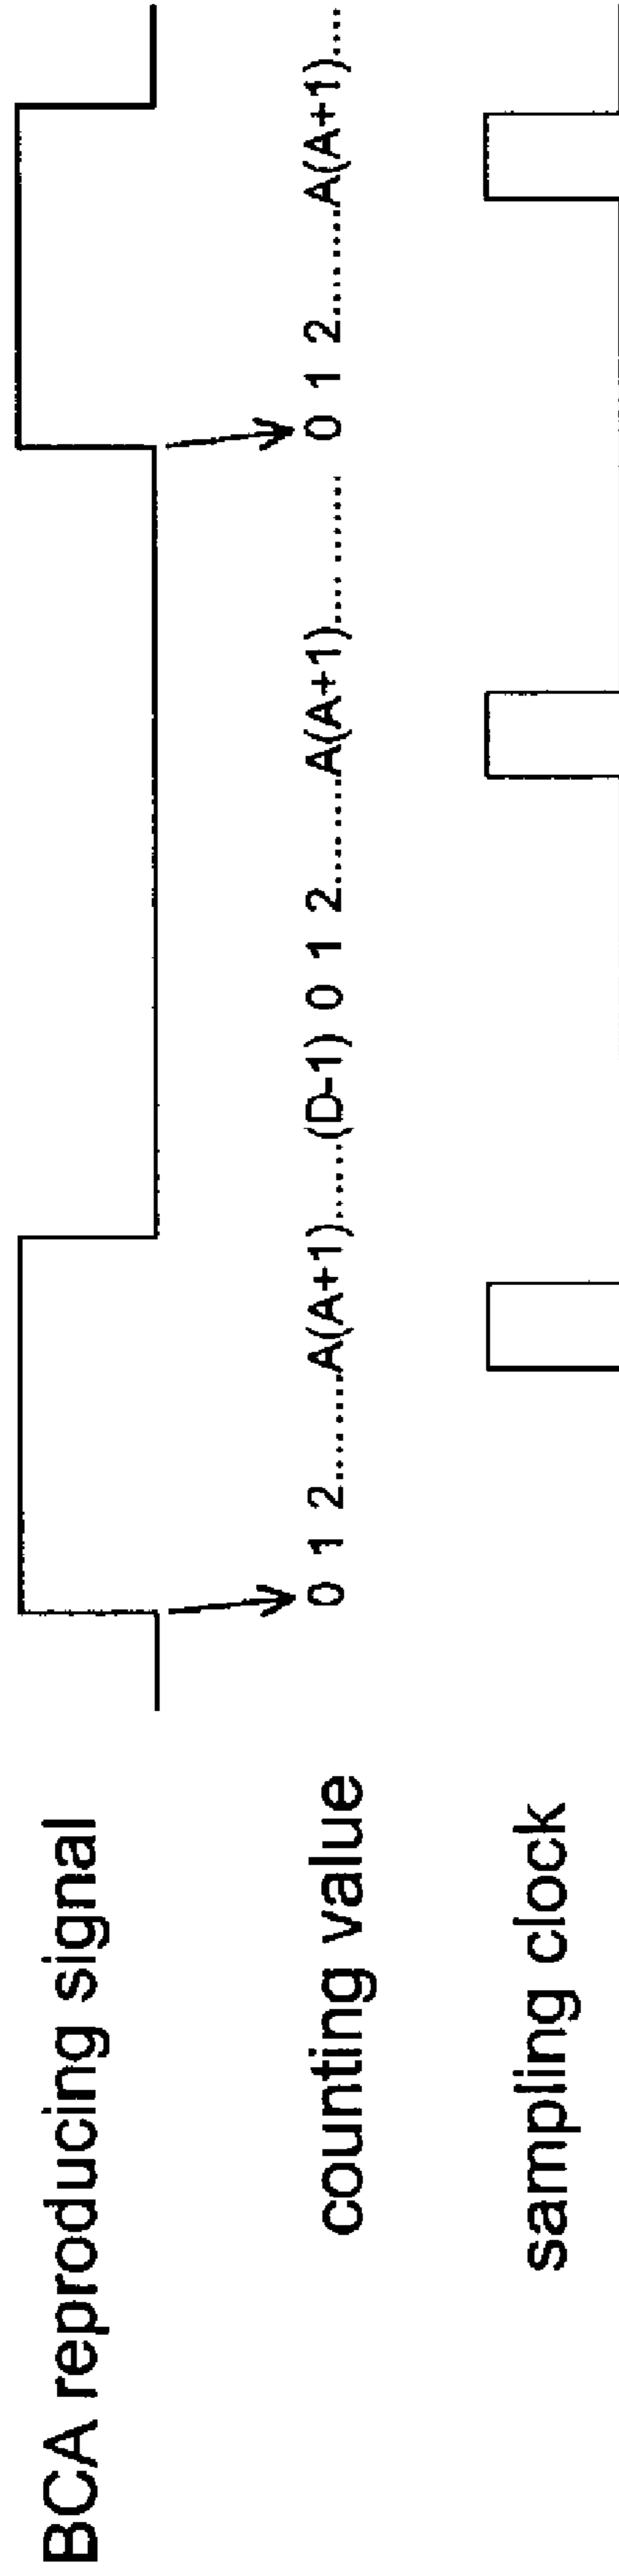 BCA reproducing signal
counting value 0 1 2........A(A+1)......(D-1) 0 1 2........A(A+1).... ...... 0 1 2........A(A+1)....
sampling clock